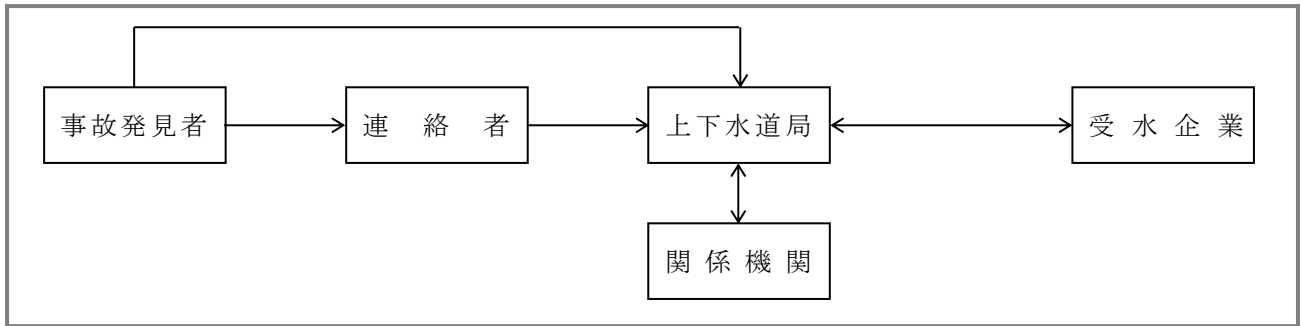 事故発見者
連絡者
上下水道局
受水企業
関係機関